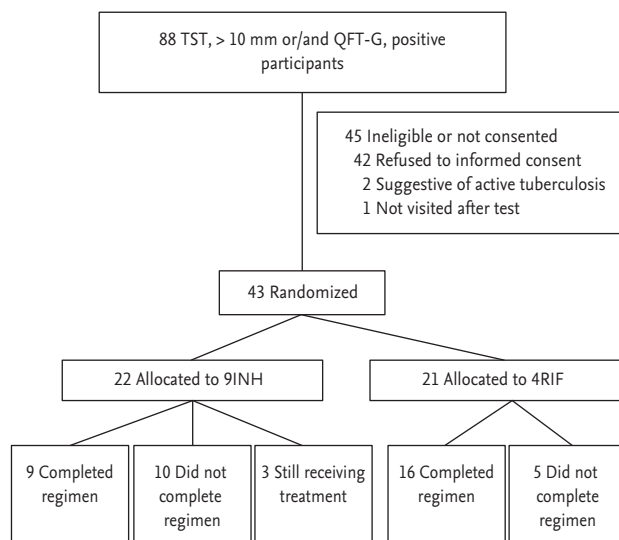 88 TST, > 10 mm or/and QFT-G, positive
participants
45 Ineligible or not consented
42 Refused to informed consent
2 Suggestive of active tuberculosis
1 Not visited after test
43 Randomized
22 Allocated to 9INH
21 Allocated to 4RIF
9 Completed
regimen
10 Did not
complete
regimen
3 Still receiving
treatment
16 Completed
regimen
5 Did not
complete
regimen